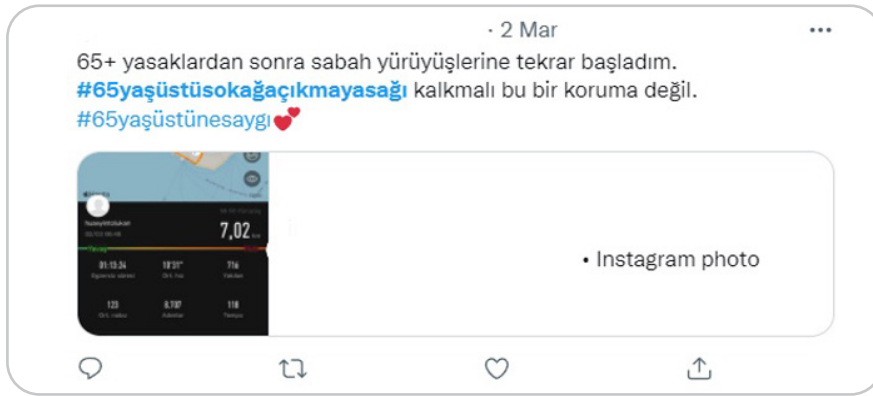 · 2 Mar
65+ yasaklardan sonra sabah yürüyüşlerine tekrar başladım.
#65yaşüstüsokağaçıkmayasağı kalkmalı bu bir koruma değil.
#65yaşüstünesaygı💕
7,02
01:13:24 10'31" 716
• Instagram photo
123 8.707 118